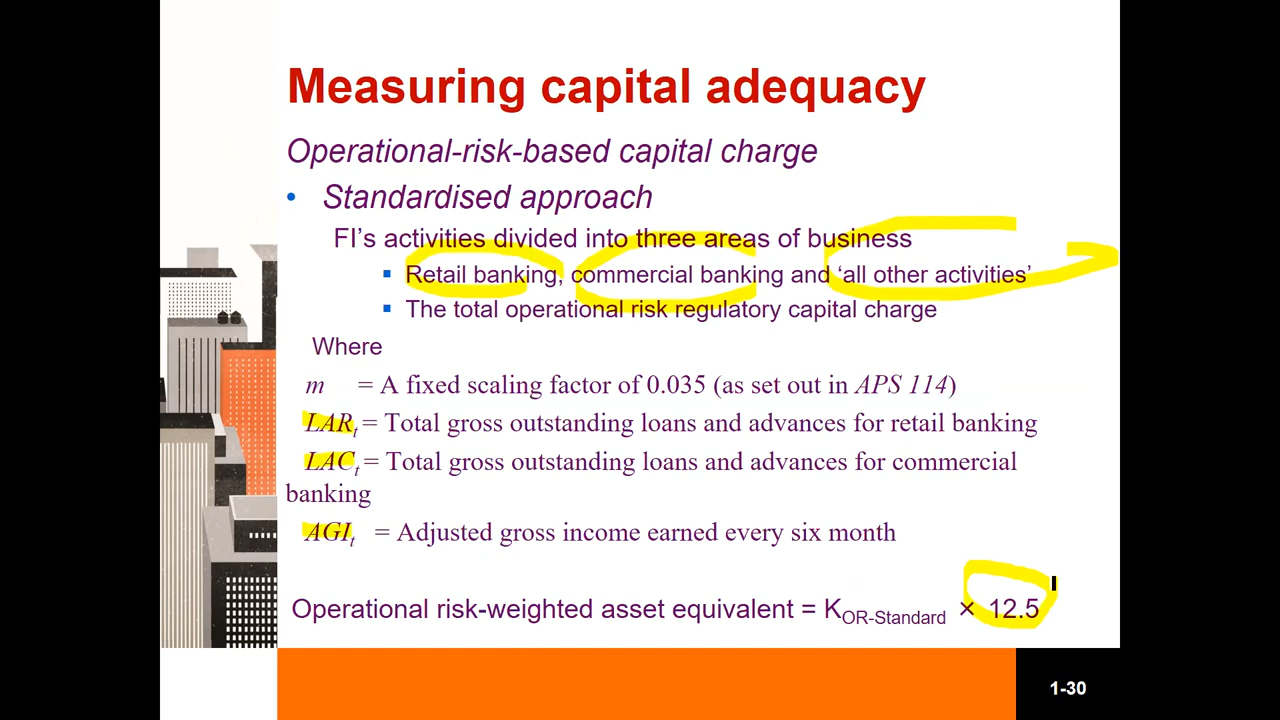 Measuring capital adequacy
Operational-risk-based capital charge
• Standardised approach
FI's activities divided into three areas of business
▪ Retail banking, commercial banking and ‘all other activities’
▪ The total operational risk regulatory capital charge
Where
m = A fixed scaling factor of 0.035 (as set out in APS 114)
LARt = Total gross outstanding loans and advances for retail banking
LACt = Total gross outstanding loans and advances for commercial
banking
AGIt = Adjusted gross income earned every six month
Operational risk-weighted asset equivalent = KOR-Standard × 12.5
1-30